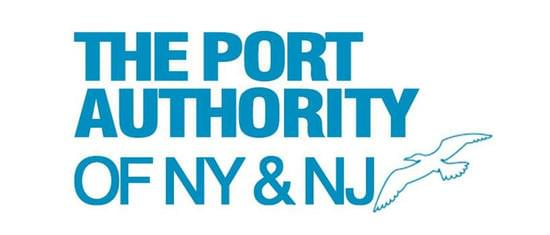 THE PORT
AUTHORITY
OF NY & NJ